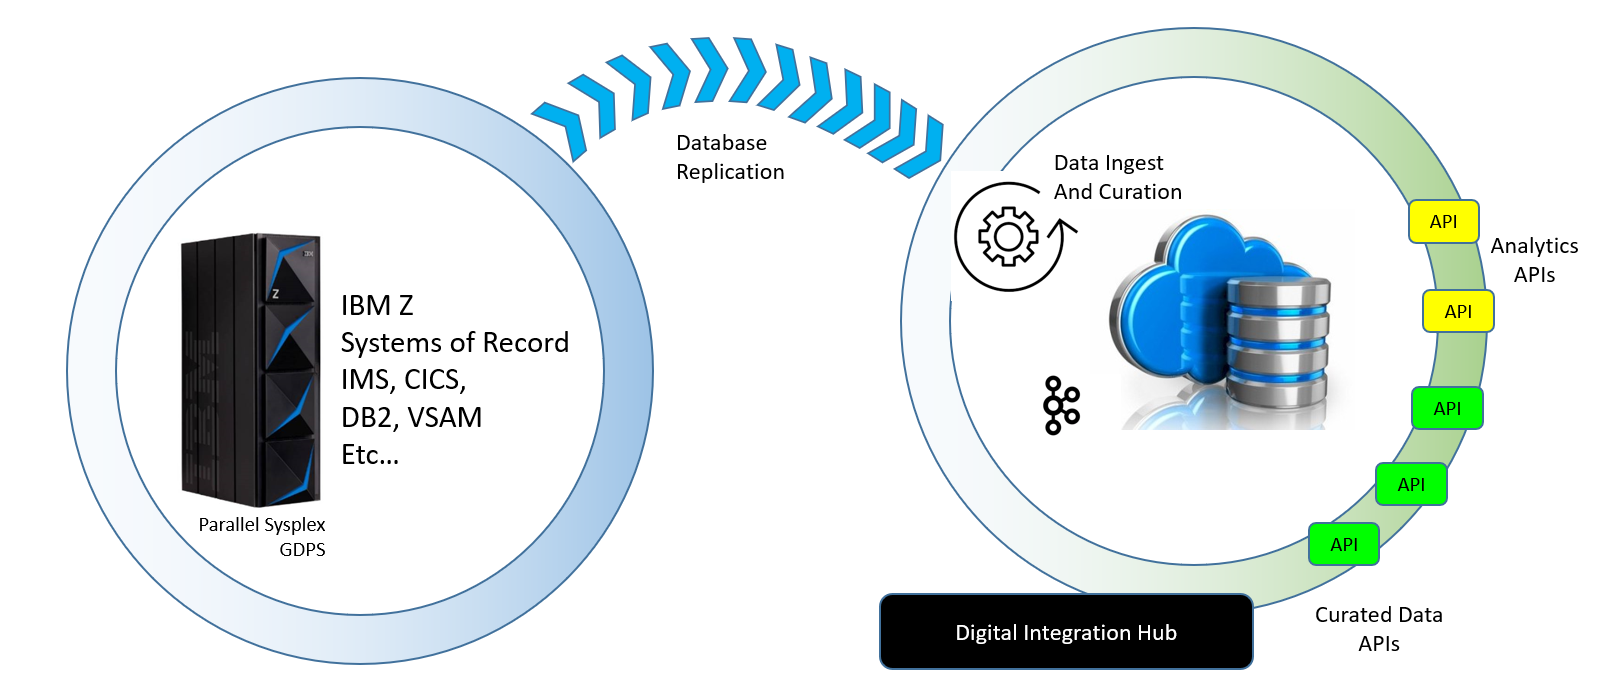 Database
Replication
Data Ingest
And Curation
API
Analytics
APIs
API
API
API
API
IBM Z
Systems of Record
IMS, CICS,
DB2, VSAM
Etc...
Z
Parallel Sysplex
GDPS
Digital Integration Hub
Curated Data
APIs